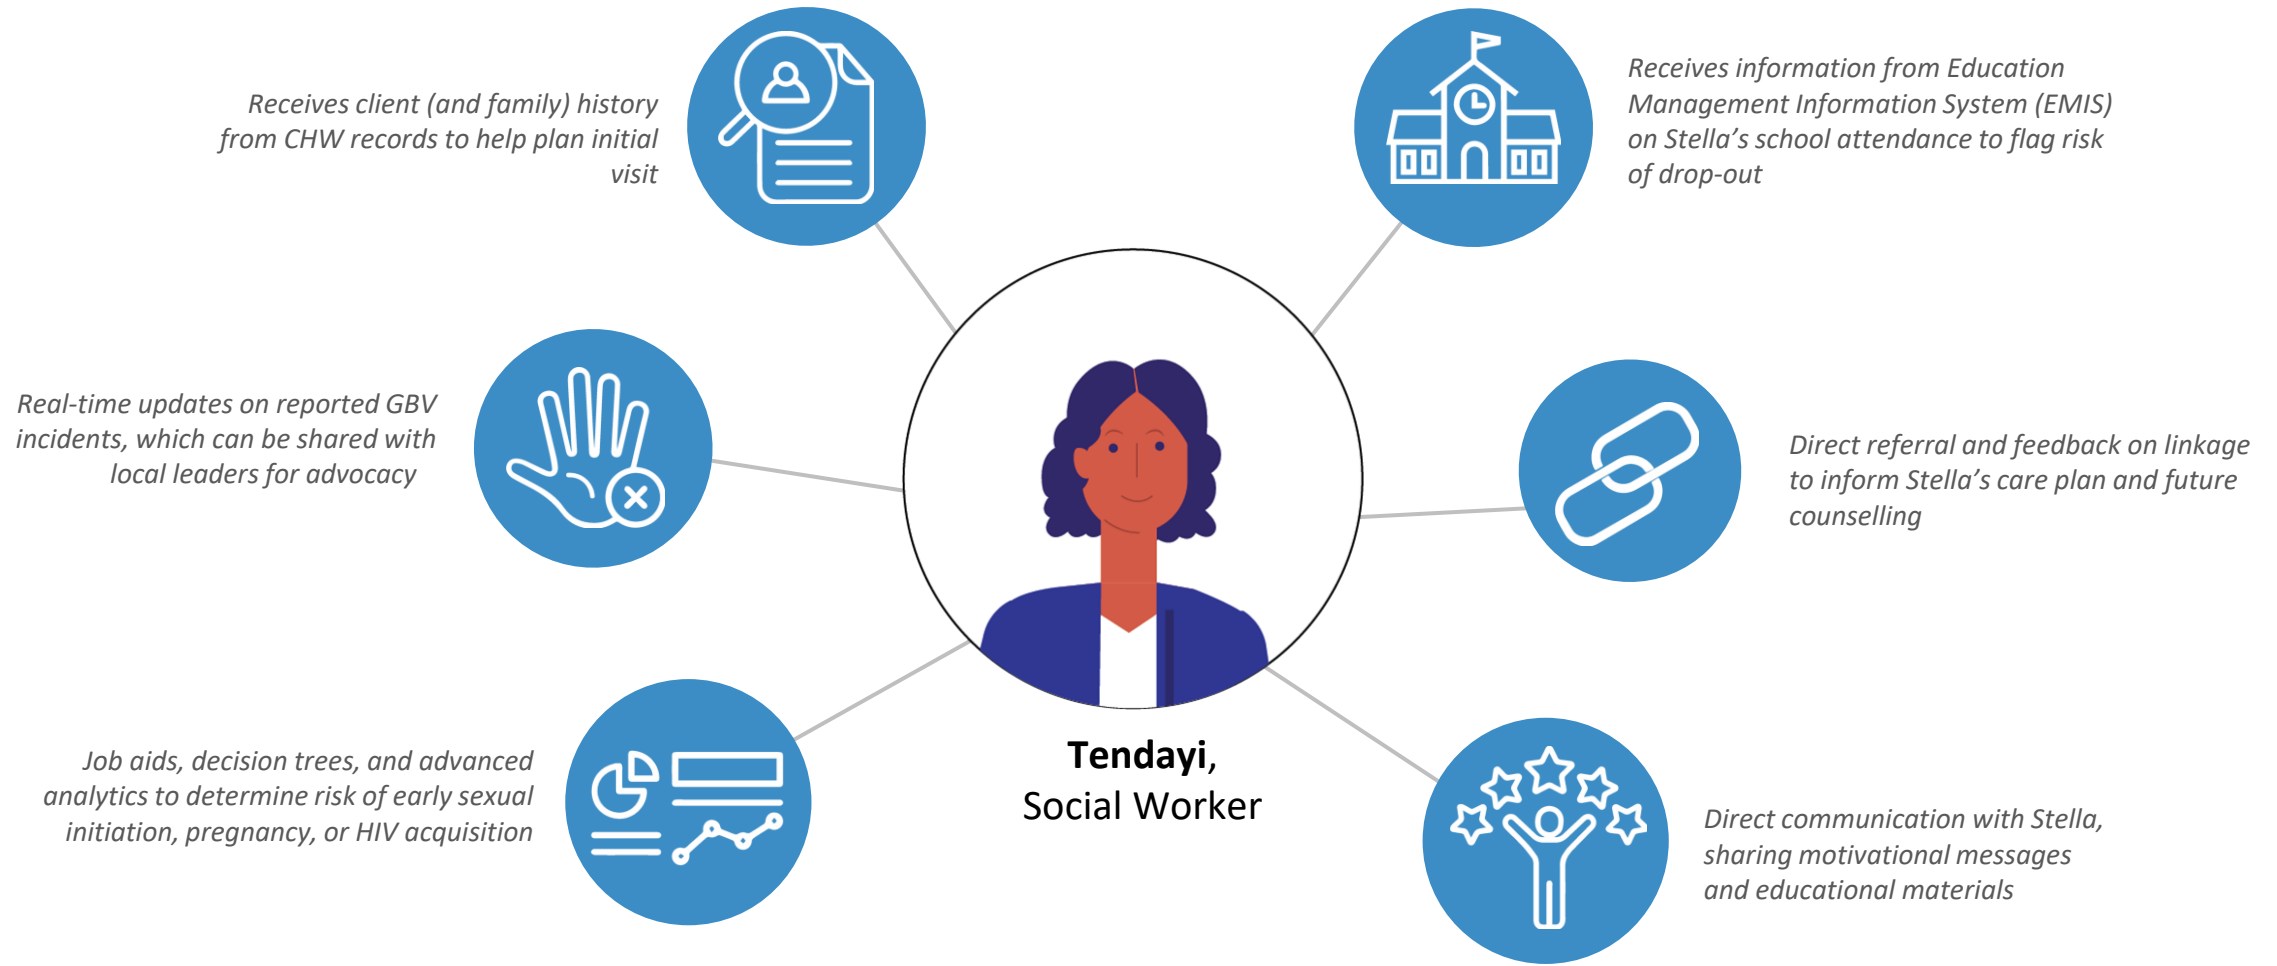 Receives client (and family) history
from CHW records to help plan initial
visit
Receives information from Education
Management Information System (EMIS)
on Stella’s school attendance to flag risk
of drop-out
Real-time updates on reported GBV
incidents, which can be shared with
local leaders for advocacy
Direct referral and feedback on linkage
to inform Stella’s care plan and future
counselling
Job aids, decision trees, and advanced
analytics to determine risk of early sexual
initiation, pregnancy, or HIV acquisition
Tendayi,
Social Worker
Direct communication with Stella,
sharing motivational messages
and educational materials